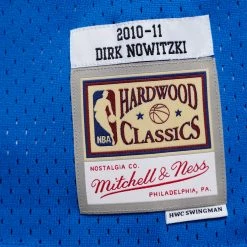 2010-11
DIRK NOWITZKI
HARDWOOD
NBA
CLASSICS
NOSTALGIA CO.
Mitchell & Ness
PHILADELPHIA, PA.
HWC SWINGMAN